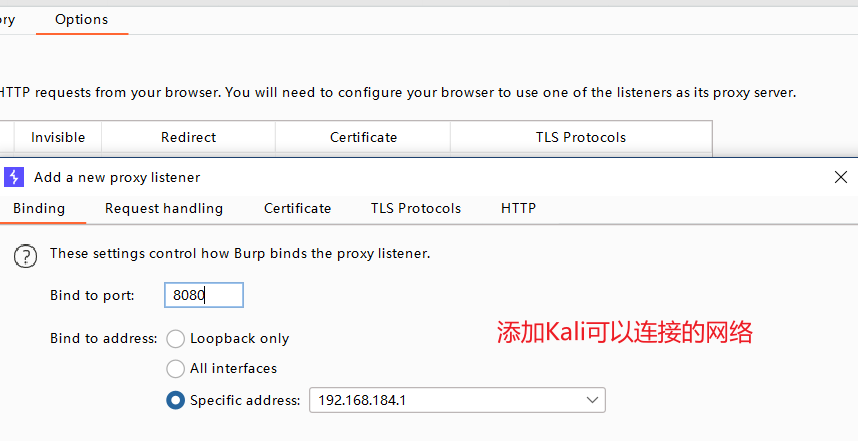 ory Options
HTTP requests from your browser. You will need to configure your browser to use one of the listeners as its proxy server.
Invisible Redirect Certificate TLS Protocols
Add a new proxy listener
Binding Request handling Certificate TLS Protocols HTTP
? These settings control how Burp binds the proxy listener.
Bind to port: 8080
Bind to address: Loopback only
添加Kali可以连接的网络
All interfaces
Specific address: 192.168.184.1